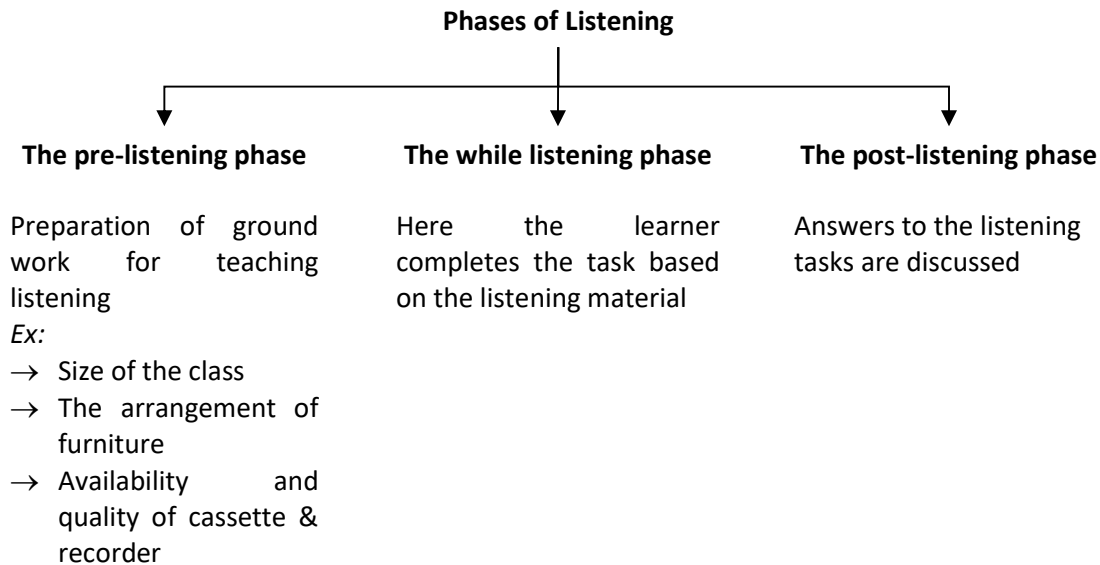 Phases of Listening
The pre-listening phase
Preparation of ground
work for teaching
listening
Ex:
→ Size of the class
→ The arrangement of
furniture
→ Availability and
quality of cassette &
recorder
The while listening phase
Here the learner
completes the task based
on the listening material
The post-listening phase
Answers to the listening
tasks are discussed